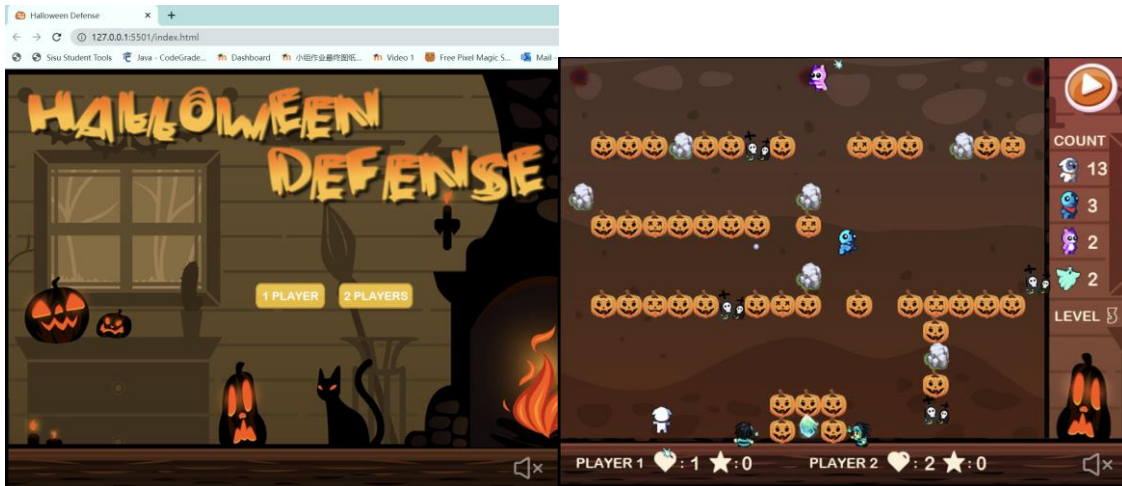 Halloween Defense
127.0.0.1:5501/index.html
Sisu Student Tools
Java - CodeGrade...
Dashboard
小组作业最终图纸...
Video 1
Free Pixel Magic S...
Mail -
HALLOWEEN
DEFENSE
1 PLAYER
2 PLAYERS
COUNT
13
3
2
2
LEVEL 3
PLAYER 1 : 1 : 0
PLAYER 2 : 2 : 0